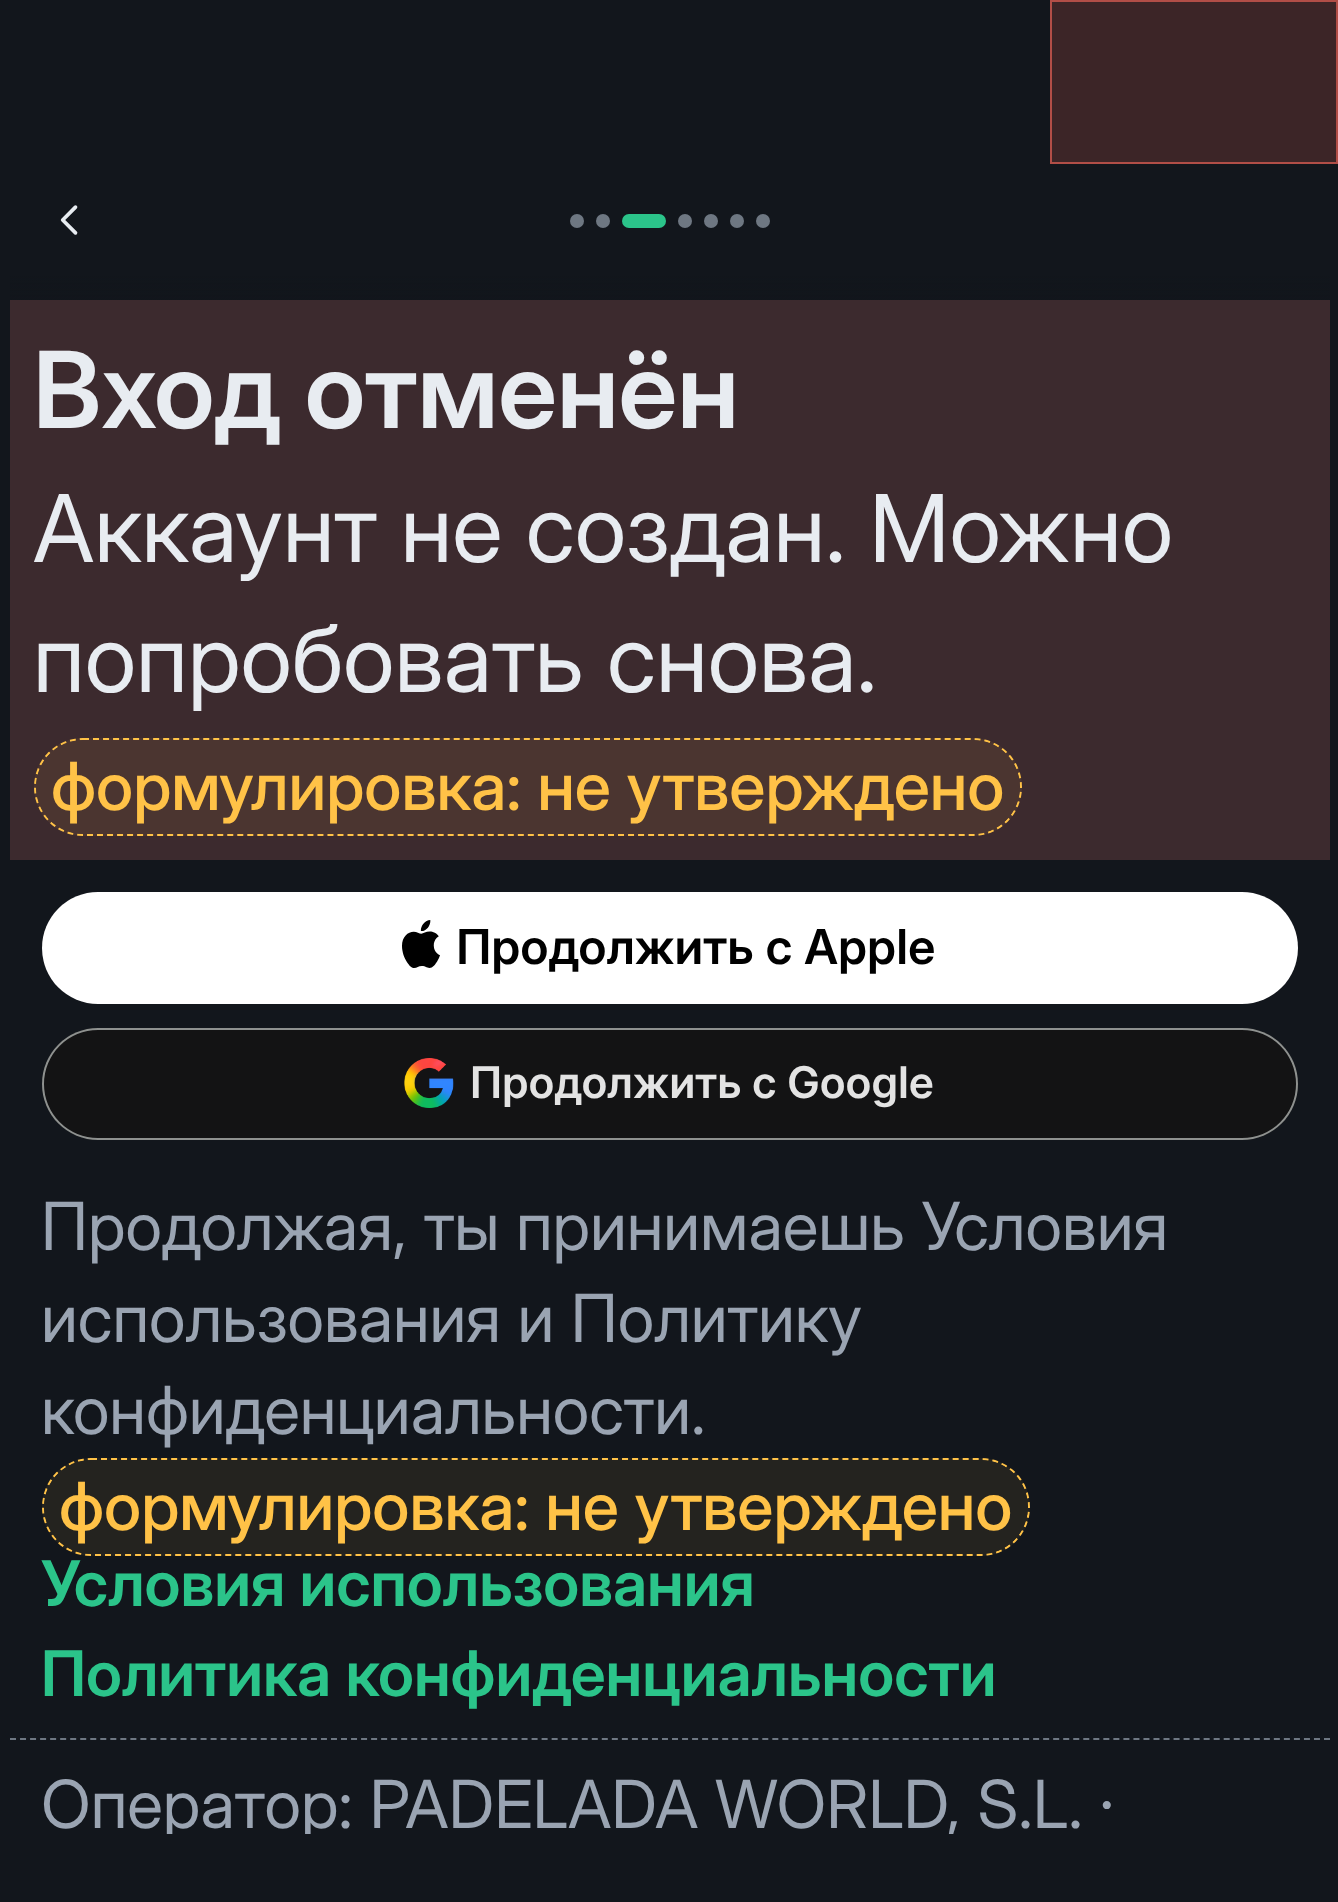 Вход отменён
Аккаунт не создан. Можно
попробовать снова.
формулировка: не утверждено
Продолжить с Apple
Продолжить с Google
Продолжая, ты принимаешь Условия
использования и Политику
конфиденциальности.
формулировка: не утверждено
Условия использования
Политика конфиденциальности
Оператор: PADELADA WORLD, S.L. ·